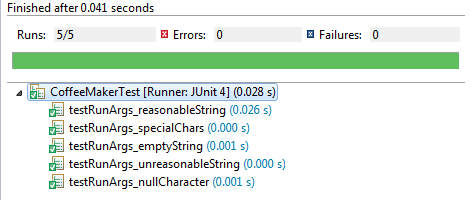 Finished after 0.041 seconds
Runs: 5/5 Errors: 0 Failures: 0
CoffeeMakerTest [Runner: JUnit 4] (0.028 s)
testRunArgs_reasonableString (0.026 s)
testRunArgs_specialChars (0.000 s)
testRunArgs_emptyString (0.001 s)
testRunArgs_unreasonableString (0.000 s)
testRunArgs_nullCharacter (0.001 s)